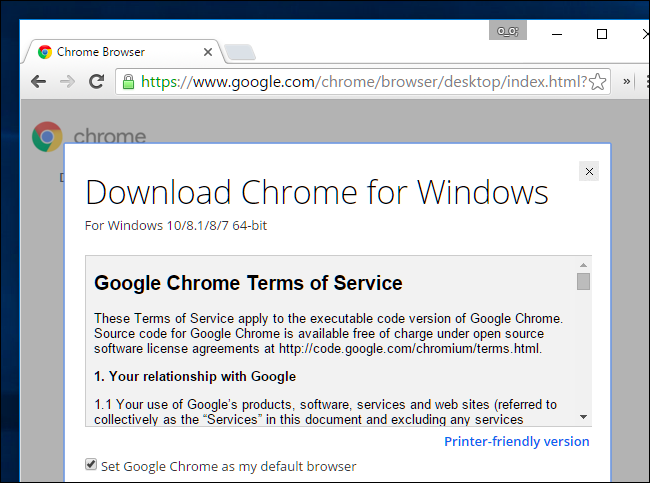 o_o;
Chrome Browser
https://www.google.com/chrome/browser/desktop/index.html?
»
chrome
D
Download Chrome for Windows
For Windows 10/8.1/8/7 64-bit
Google Chrome Terms of Service
These Terms of Service apply to the executable code version of Google Chrome.
Source code for Google Chrome is available free of charge under open source
software license agreements at http://code.google.com/chromium/terms.html.
1. Your relationship with Google
1.1 Your use of Google's products, software, services and web sites (referred to
collectively as the “Services” in this document and excluding any services
Printer-friendly version
Set Google Chrome as my default browser